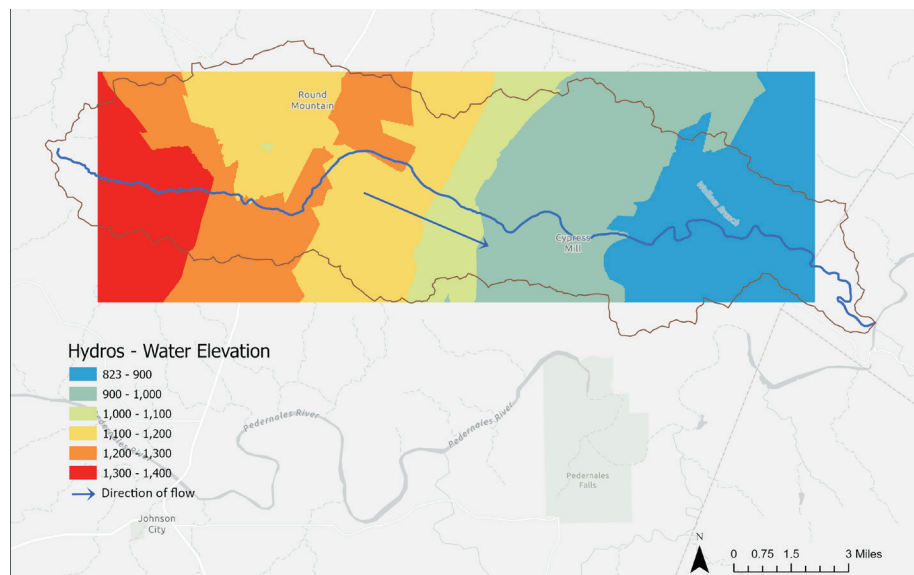 Round
Mountain
Cypress
Mill
Hydros - Water Elevation
823 - 900
900 - 1,000
1,000 - 1,100
1,100 - 1,200
1,200 - 1,300
1,300 - 1,400
Direction of flow
Pedernales River
Pedernales River
Pedernales River
Pedernales
Falls
Johnson
City
N
0 0.75 1.5 3 Miles